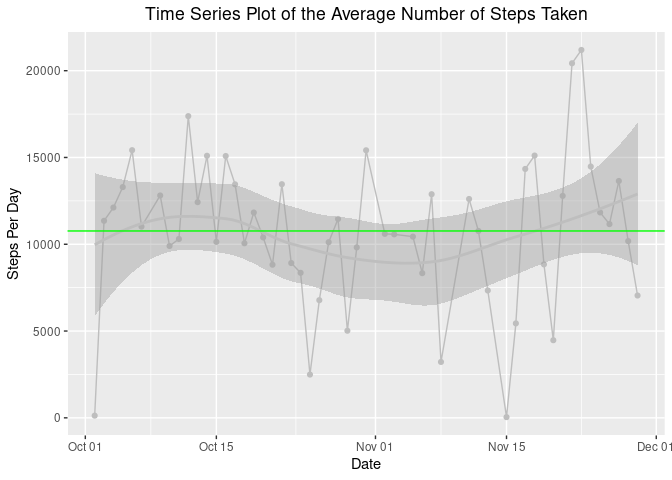 Time Series Plot of the Average Number of Steps Taken
Steps Per Day
20000
15000
10000
5000
0
Oct 01 Oct 15 Nov 01 Nov 15 Dec 01
Date